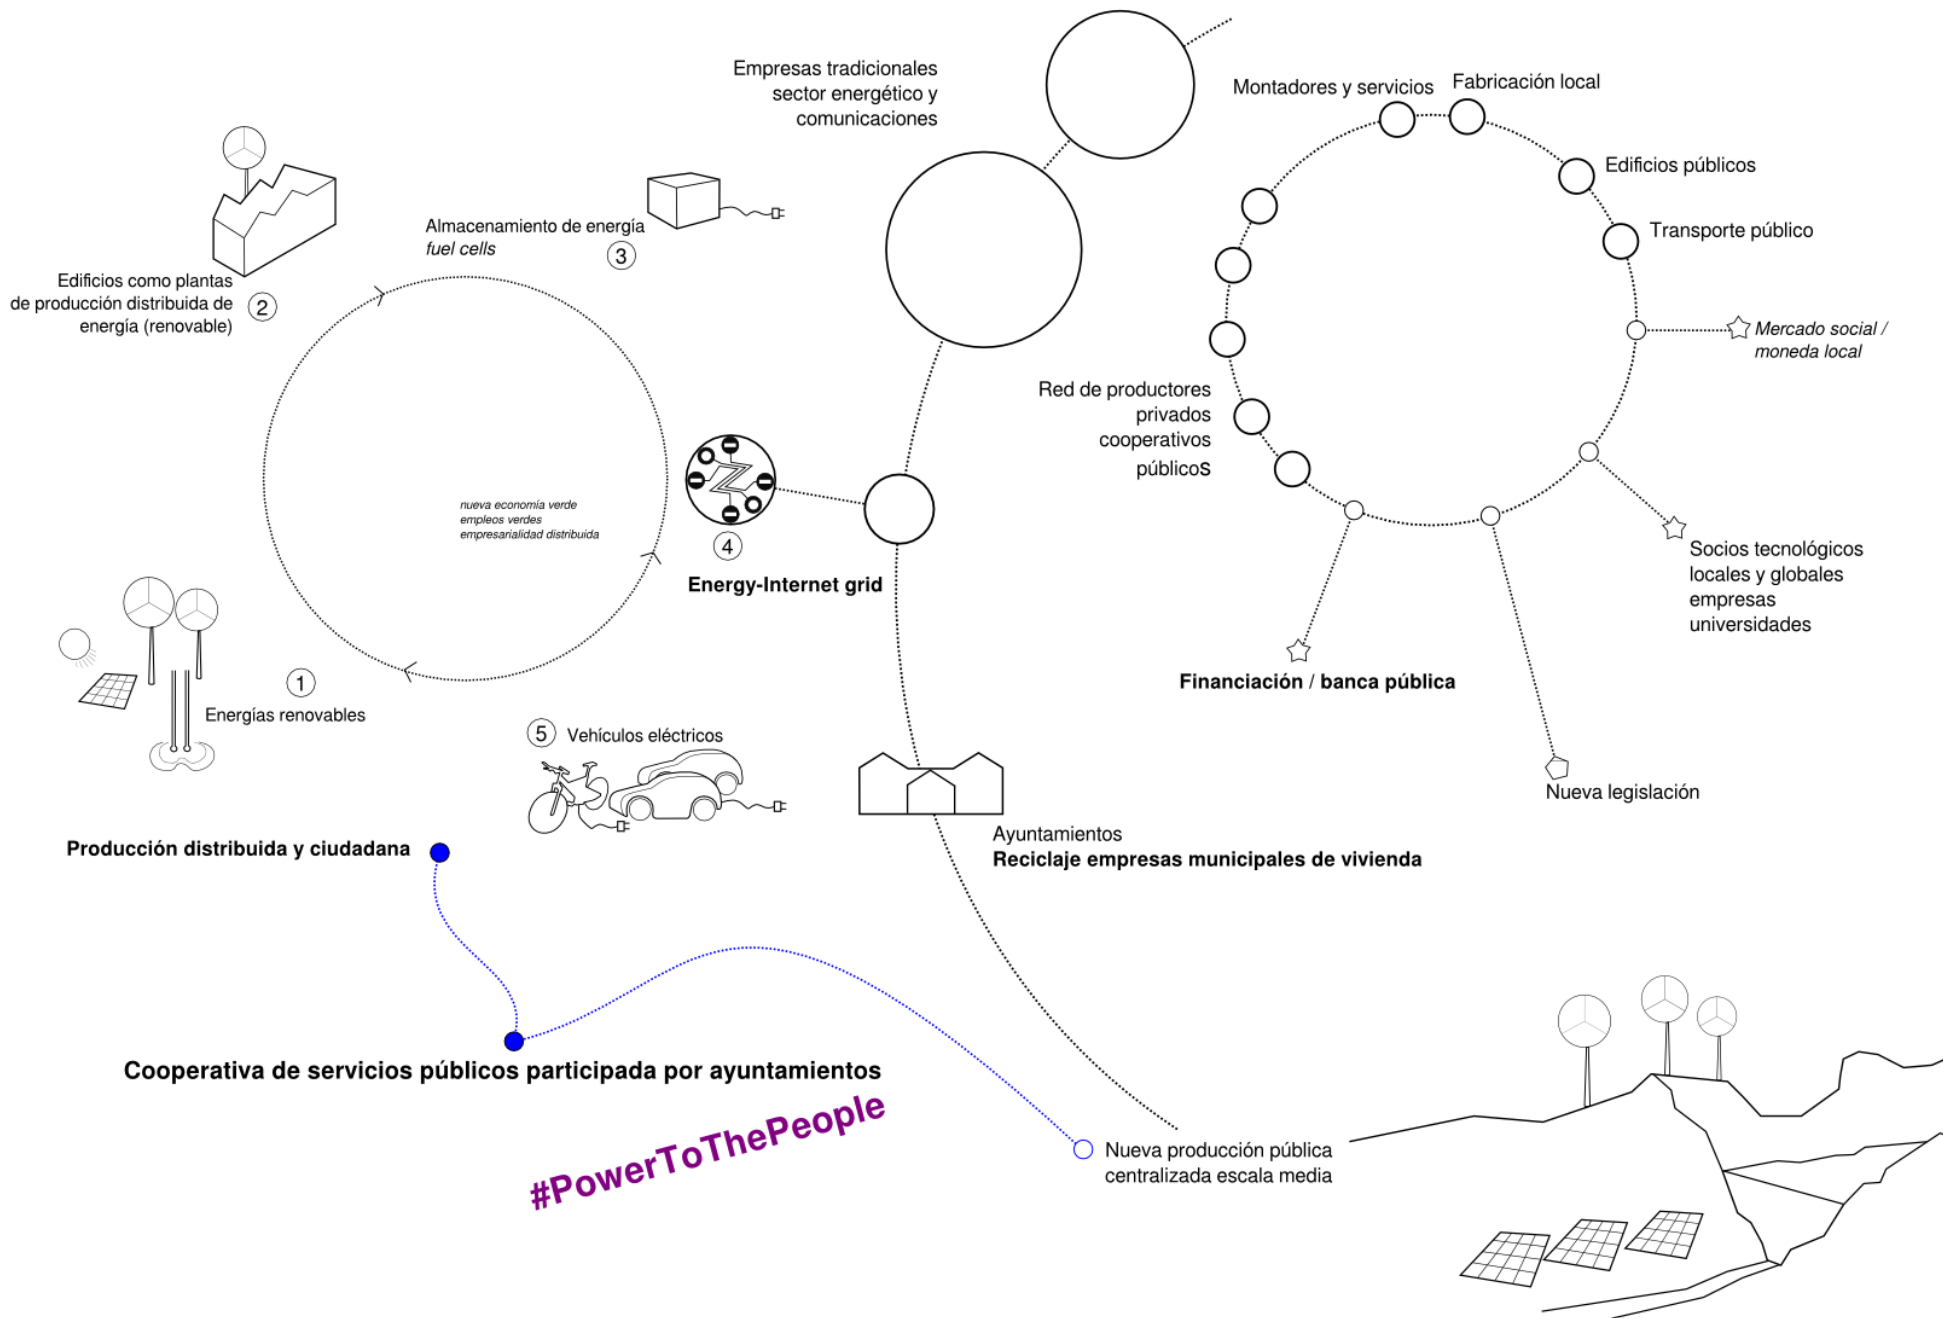 Empresas tradicionales
sector energético y
comunicaciones
Montadores y servicios
Fabricación local
Edificios públicos
Transporte público
Mercado social /
moneda local
Red de productores
privados
cooperativos
públicos
Socios tecnológicos
locales y globales
empresas
universidades
Financiación / banca pública
Nueva legislación
Almacenamiento de energía
fuel cells
3
Edificios como plantas
de producción distribuida de
energía (renovable)
2
nueva economía verde
empleos verdes
empresarialidad distribuida
4
Energy-Internet grid
1
Energías renovables
5
Vehículos eléctricos
Ayuntamientos
Reciclaje empresas municipales de vivienda
Producción distribuida y ciudadana
Cooperativa de servicios públicos participada por ayuntamientos
#PowerToThePeople
Nueva producción pública
centralizada escala media